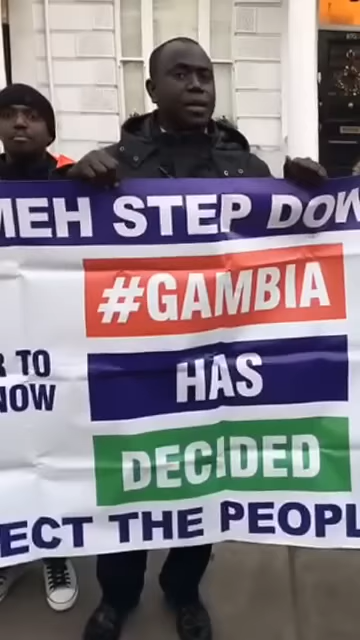 MEH STEP DOW
#GAMBIA
R TO
NOW
HAS
DECIDED
ECT THE PEOPL